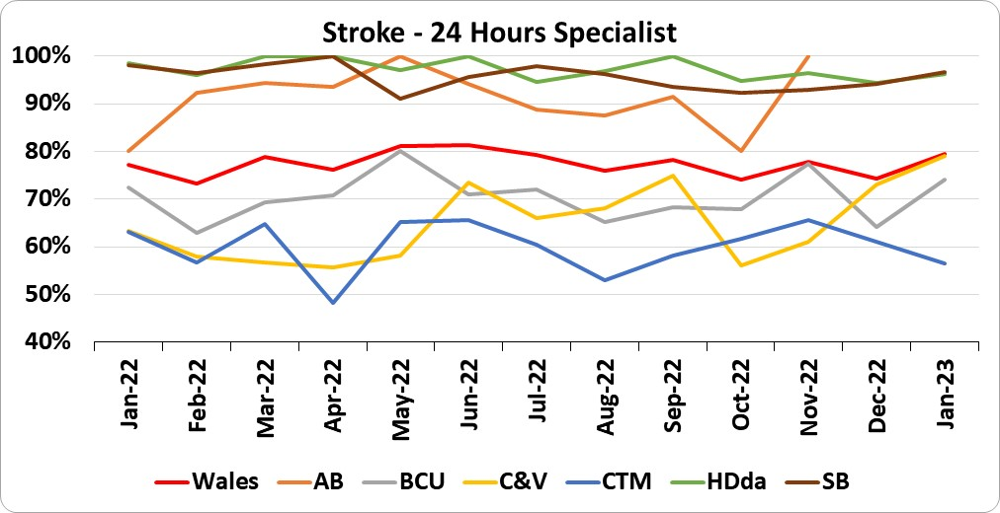 Stroke - 24 Hours Specialist
100%
90%
80%
70%
60%
50%
40%
Jan-22 Feb-22 Mar-22 Apr-22 May-22 Jun-22 Jul-22 Aug-22 Sep-22 Oct-22 Nov-22 Dec-22 Jan-23
Wales AB BCU C&V CTM HDda SB